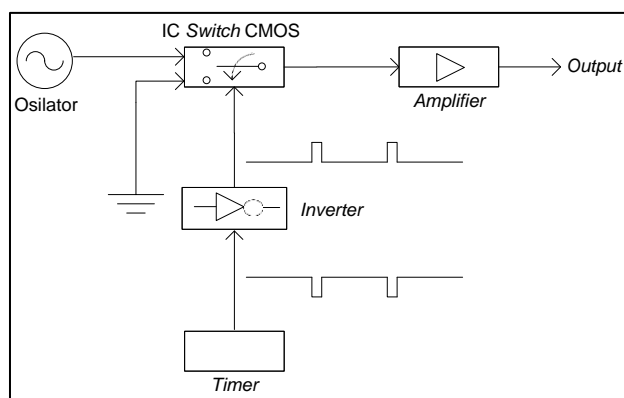 IC Switch CMOS
Osilator
Amplifier
Output
Inverter
Timer